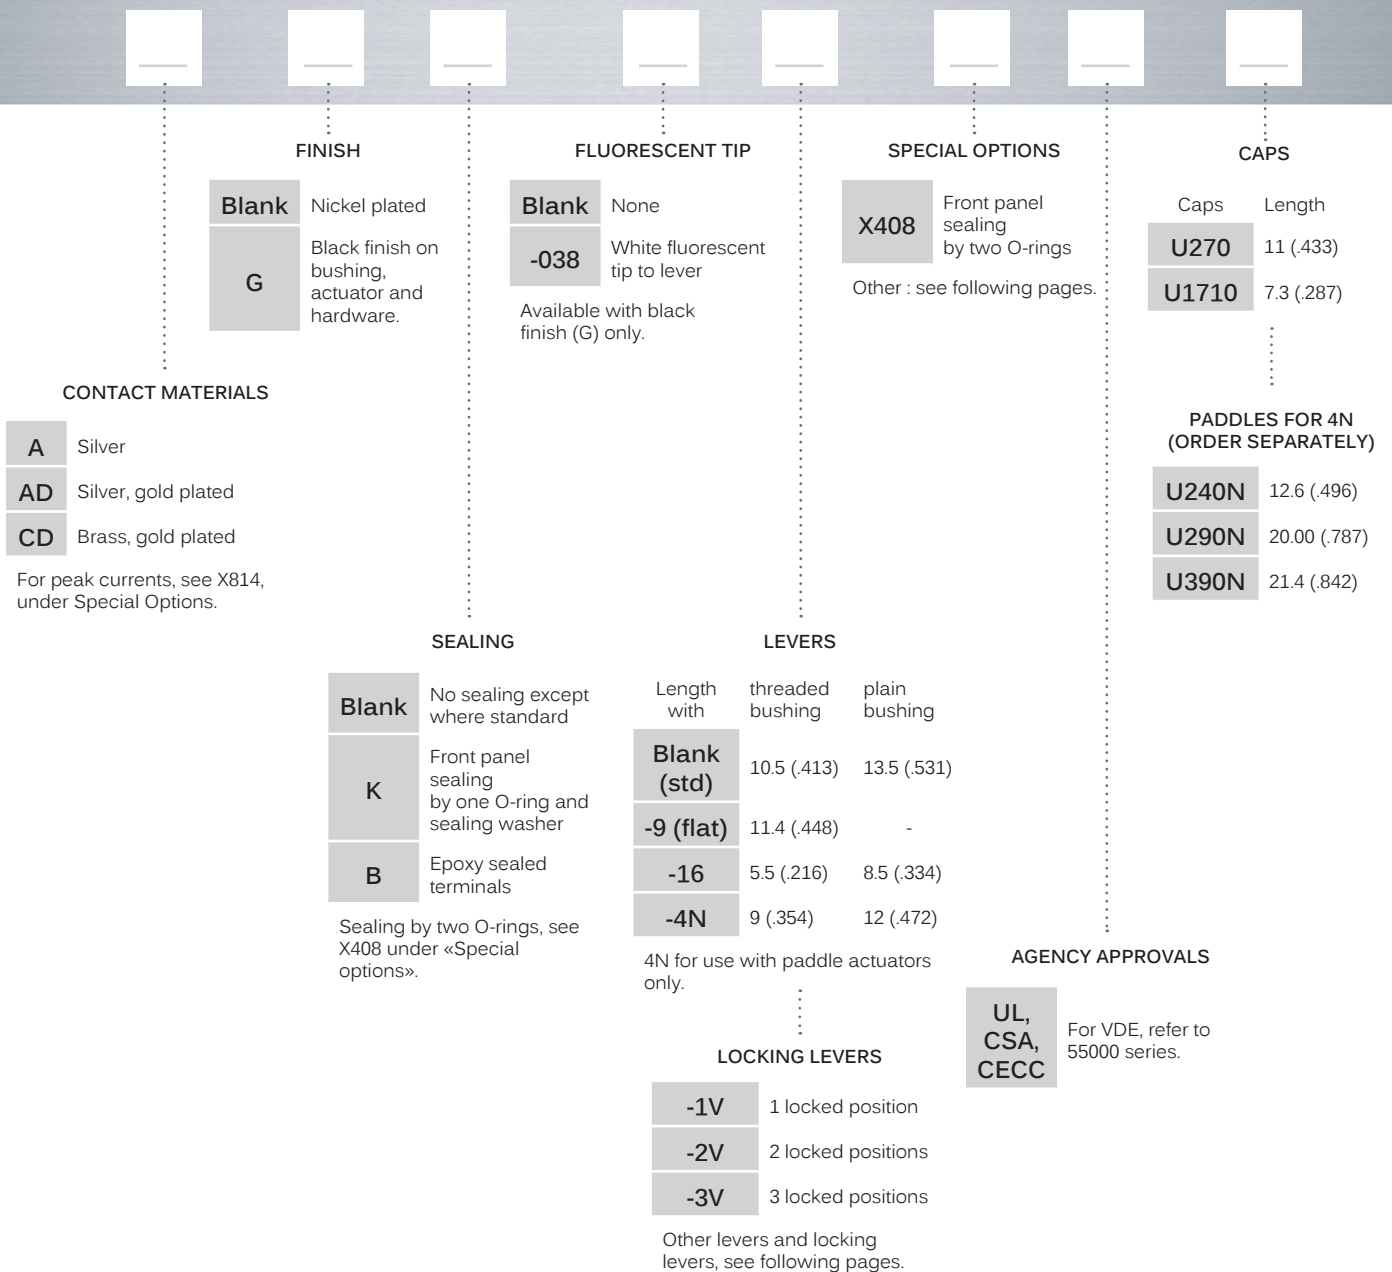 FINISH
Blank Nickel plated
G
Black finish on
bushing,
actuator and
hardware.
FLUORESCENT TIP
Blank None
-038
White fluorescent
tip to lever
Available with black
finish (G) only.
SPECIAL OPTIONS
X408
Front panel
sealing
by two O-rings
Other : see following pages.
CAPS
Caps Length
U270 11 (.433)
U1710 7.3 (.287)
PADDLES FOR 4N
(ORDER SEPARATELY)
U240N 12.6 (.496)
U290N 20.00 (.787)
U390N 21.4 (.842)
CONTACT MATERIALS
A Silver
AD Silver, gold plated
CD Brass, gold plated
For peak currents, see X814,
under Special Options.
SEALING
Blank
No sealing except
where standard
K
Front panel
sealing
by one O-ring and
sealing washer
B
Epoxy sealed
terminals
Sealing by two O-rings, see
X408 under «Special
options».
LEVERS
Length threaded plain
with bushing bushing
Blank
(std)
10.5 (.413) 13.5 (.531)
-9 (flat) 11.4 (.448) -
-16 5.5 (.216) 8.5 (.334)
-4N 9 (.354) 12 (.472)
4N for use with paddle actuators
only.
LOCKING LEVERS
-1V 1 locked position
-2V 2 locked positions
-3V 3 locked positions
Other levers and locking
levers, see following pages.
AGENCY APPROVALS
UL,
CSA,
CECC
For VDE, refer to
55000 series.